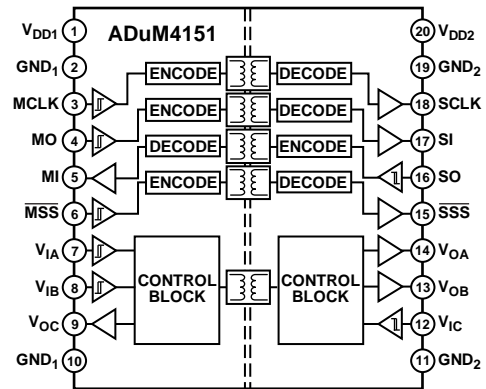 ADuM4151
VDD1 1
20 VDD2
GND1 2
19 GND2
MCLK 3
ENCODE
DECODE
18 SCLK
MO 4
ENCODE
DECODE
17 SI
MI 5
DECODE
ENCODE
16 SO
MSS 6
ENCODE
DECODE
15 SSS
VIA 7
14 VOA
VIB 8
CONTROL
BLOCK
CONTROL
BLOCK
13 VOB
VOC 9
12 VIC
GND1 10
11 GND2